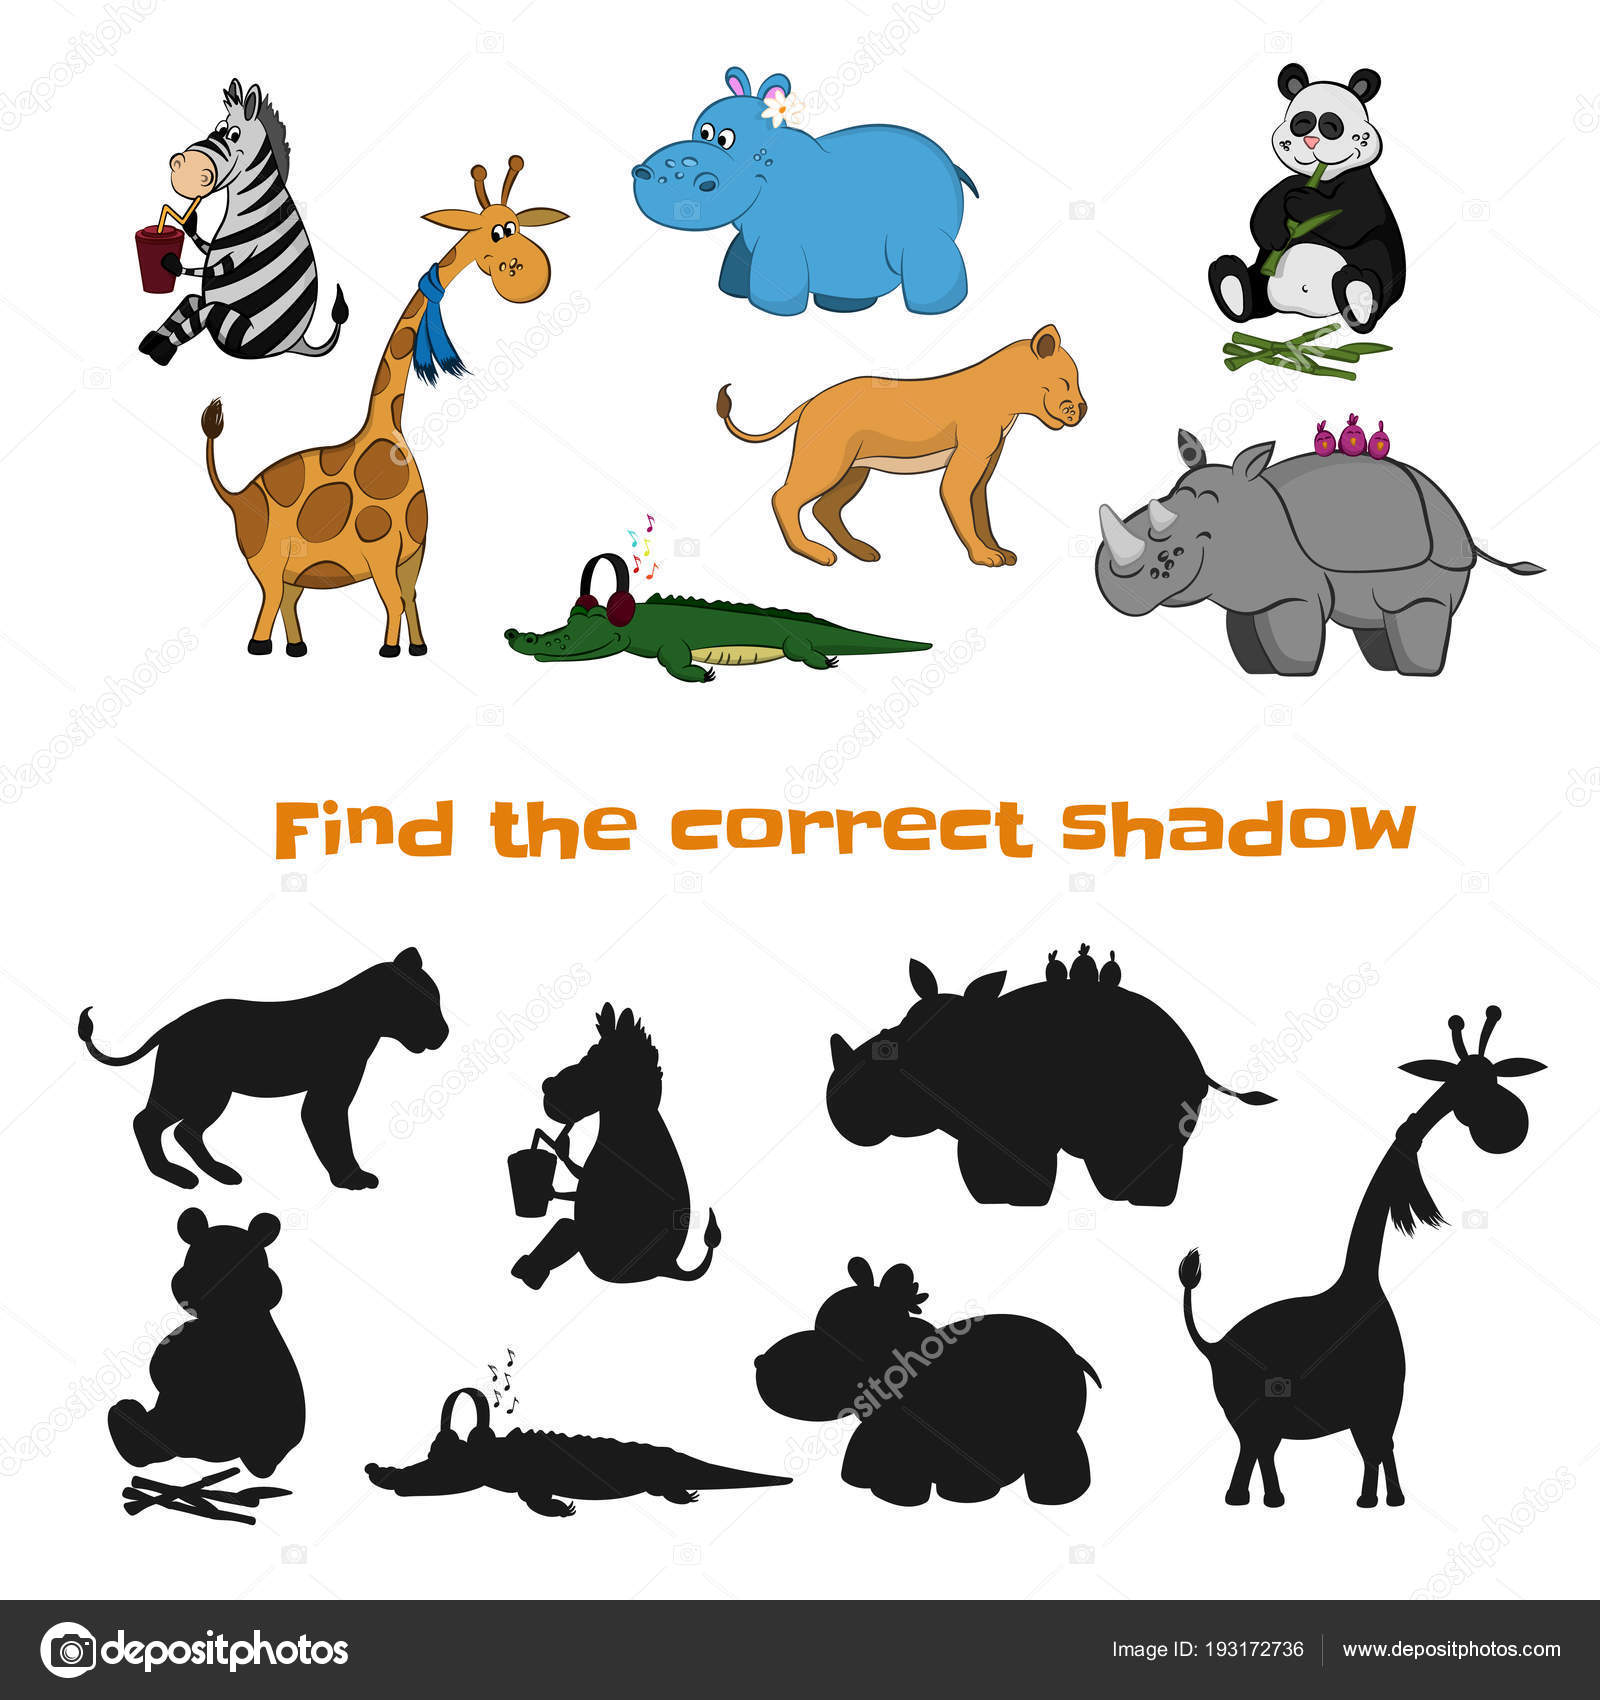 Find the correct shadow
depositphotos
Image ID: 193172736 www.depositphotos.com